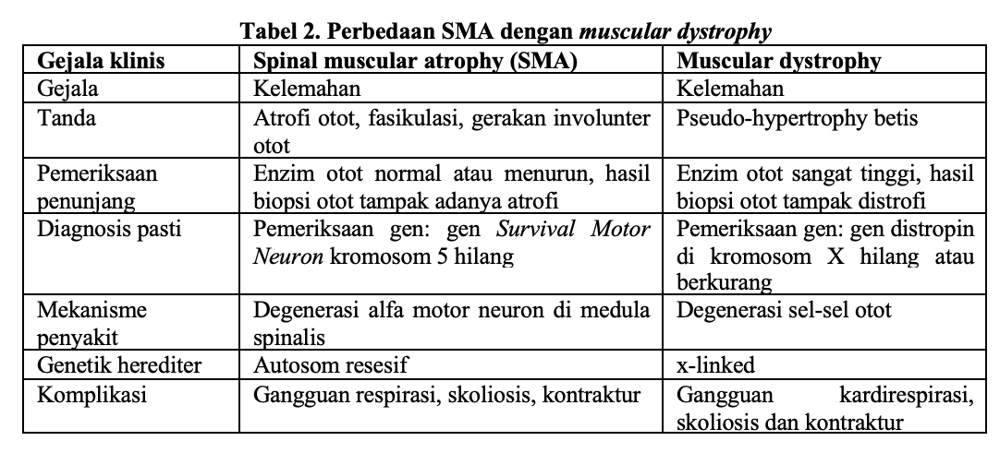 Tabel 2. Perbedaan SMA dengan muscular dystrophy
Gejala klinis Spinal muscular atrophy (SMA) Muscular dystrophy
Gejala Kelemahan Kelemahan
Tanda Atrofi otot, fasikulasi, gerakan involunter Pseudo-hypertrophy betis
otot
Pemeriksaan Enzim otot normal atau menurun, hasil Enzim otot sangat tinggi, hasil
penunjang biopsi otot tampak adanya atrofi biopsi otot tampak distrofi
Diagnosis pasti Pemeriksaan gen: gen Survival Motor Pemeriksaan gen: gen distropin
Neuron kromosom 5 hilang di kromosom X hilang atau
berkurang
Mekanisme Degenerasi alfa motor neuron di medula Degenerasi sel-sel otot
penyakit spinalis
Genetik herediter Autosom resesif x-linked
Komplikasi Gangguan respirasi, skoliosis, kontraktur Gangguan kardirespirasi,
skoliosis dan kontraktur